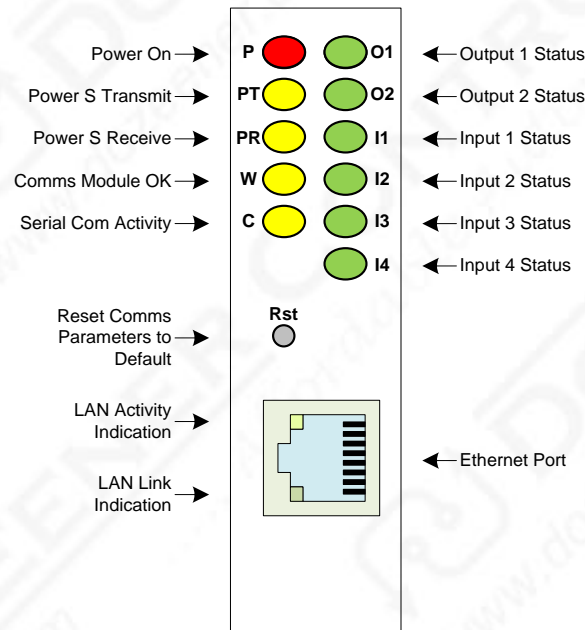 Power On
P
O1
Output 1 Status
Power S Transmit
PT
O2
Output 2 Status
Power S Receive
PR
I1
Input 1 Status
Comms Module OK
W
I2
Input 2 Status
Serial Com Activity
C
I3
Input 3 Status
I4
Input 4 Status
Reset Comms
Parameters to
Default
Rst
LAN Activity
Indication
LAN Link
Indication
Ethernet Port